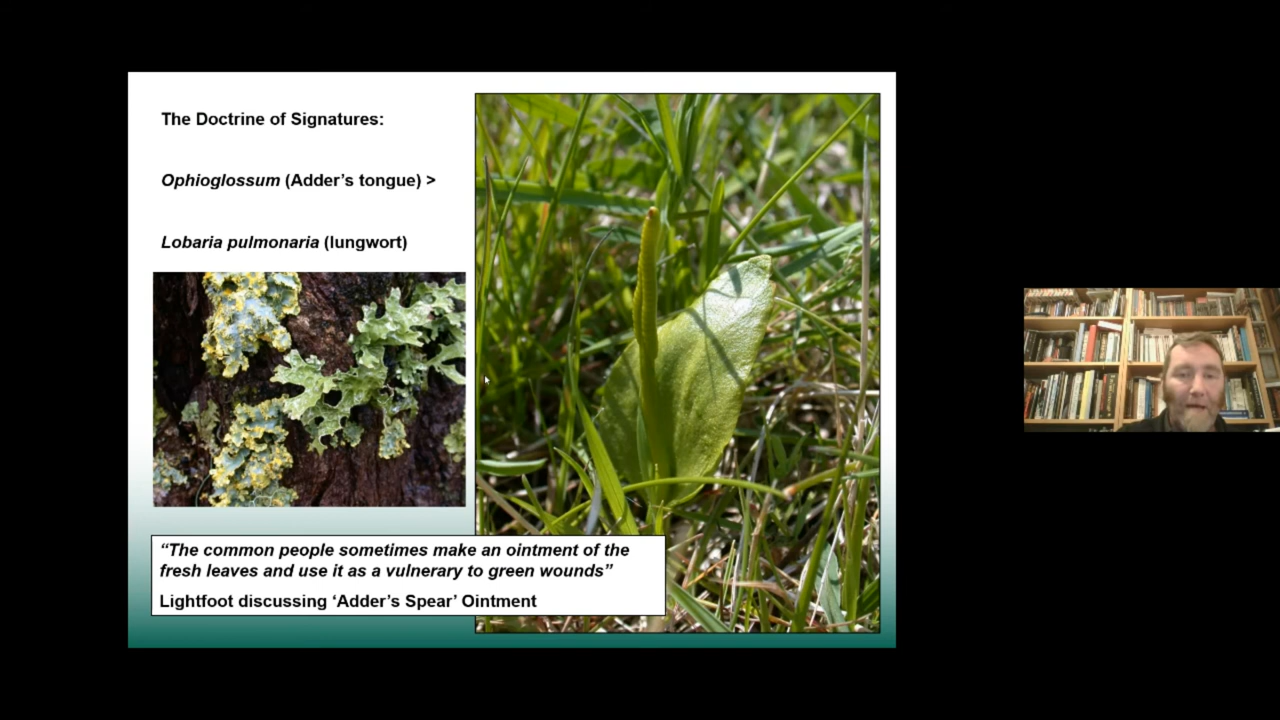 The Doctrine of Signatures:
Ophioglossum (Adder’s tongue) >
Lobaria pulmonaria (lungwort)
“The common people sometimes make an ointment of the
fresh leaves and use it as a vulnerary to green wounds”
Lightfoot discussing ‘Adder’s Spear’ Ointment